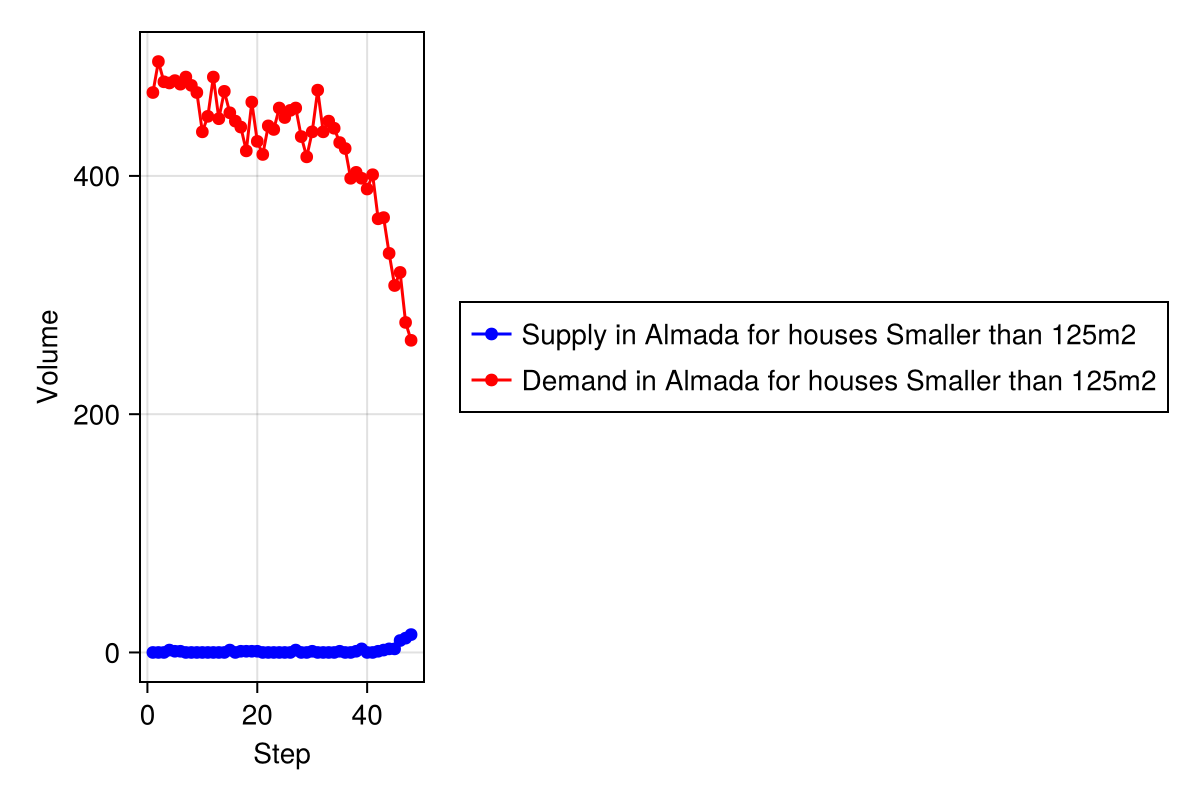 Volume
400
200
0
0 20 40
Step
Supply in Almada for houses Smaller than 125m2
Demand in Almada for houses Smaller than 125m2